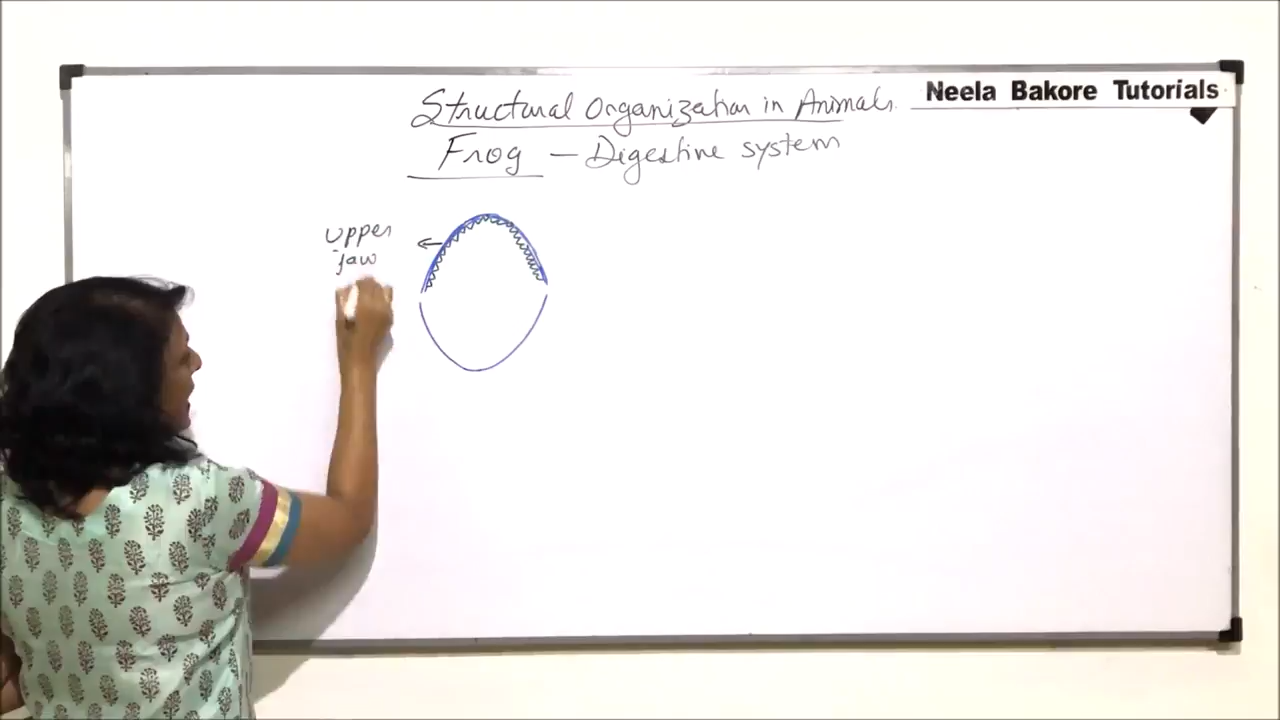 Neela Bakore Tutorials
Structural Organization in Animals
Frog — Digestive system
Upper
jaw